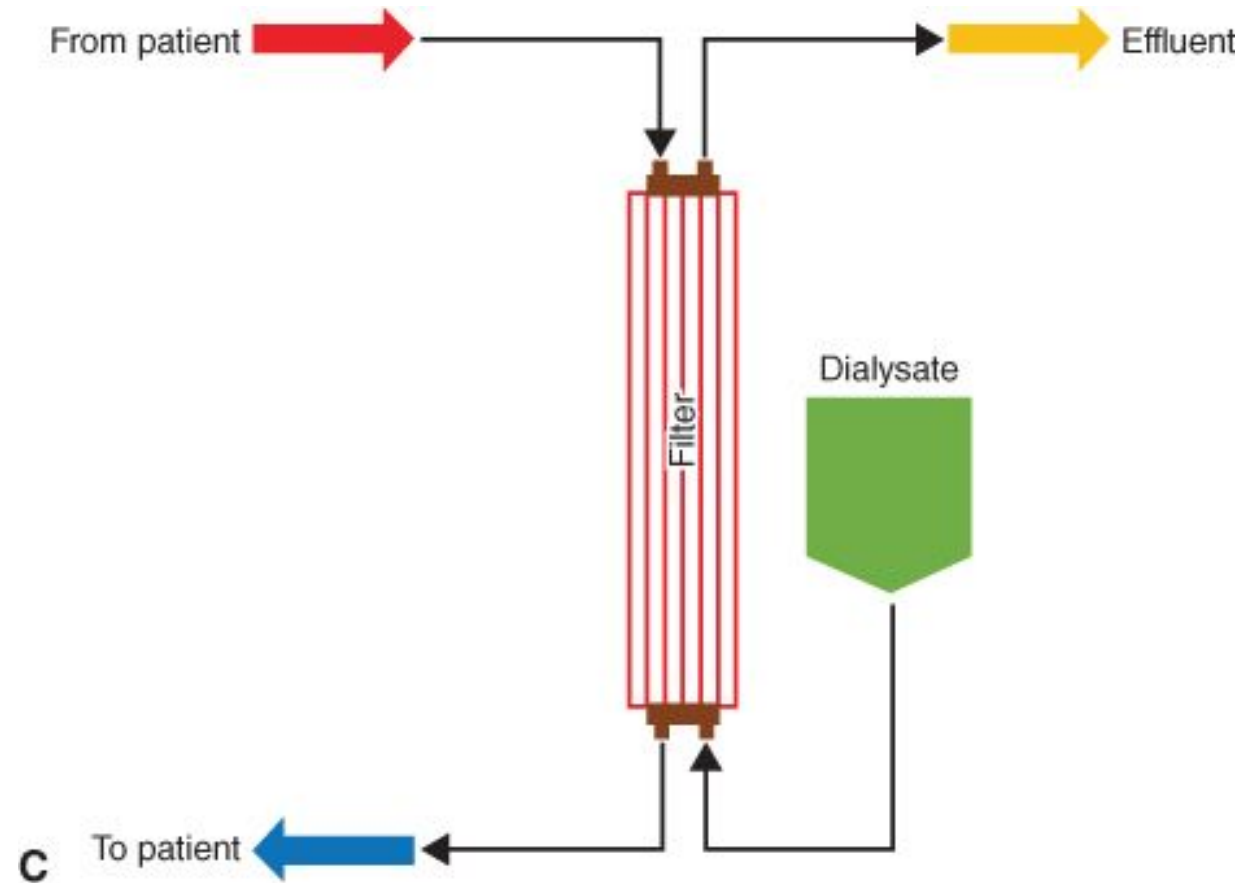 From patient
Effluent
Dialysate
Filter
To patient
C